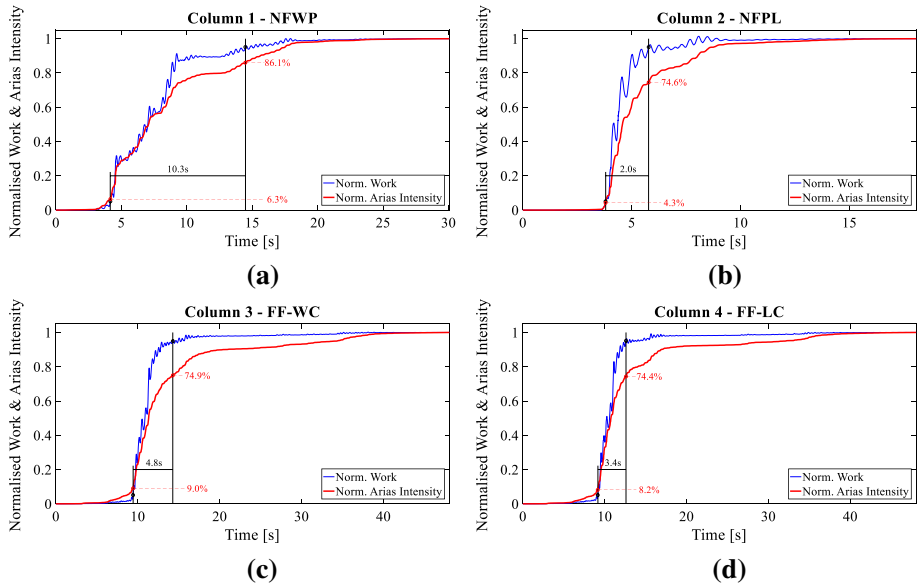 Column 1 - NFWP
Normalised Work & Arias Intensity
1
0.8
0.6
0.4
0.2
0
86.1%
10.3s
6.3%
Norm. Work
Norm. Arias Intensity
0 5 10 15 20 25 30
Time [s]
(a)
Column 2 - NFPL
Normalised Work & Arias Intensity
1
0.8
0.6
0.4
0.2
0
74.6%
2.0s
4.3%
Norm. Work
Norm. Arias Intensity
0 5 10 15
Time [s]
(b)
Column 3 - FF-WC
Normalised Work & Arias Intensity
1
0.8
0.6
0.4
0.2
0
74.9%
4.8s
9.0%
Norm. Work
Norm. Arias Intensity
0 10 20 30 40
Time [s]
(c)
Column 4 - FF-LC
Normalised Work & Arias Intensity
1
0.8
0.6
0.4
0.2
0
74.4%
3.4s
8.2%
Norm. Work
Norm. Arias Intensity
0 10 20 30 40
Time [s]
(d)